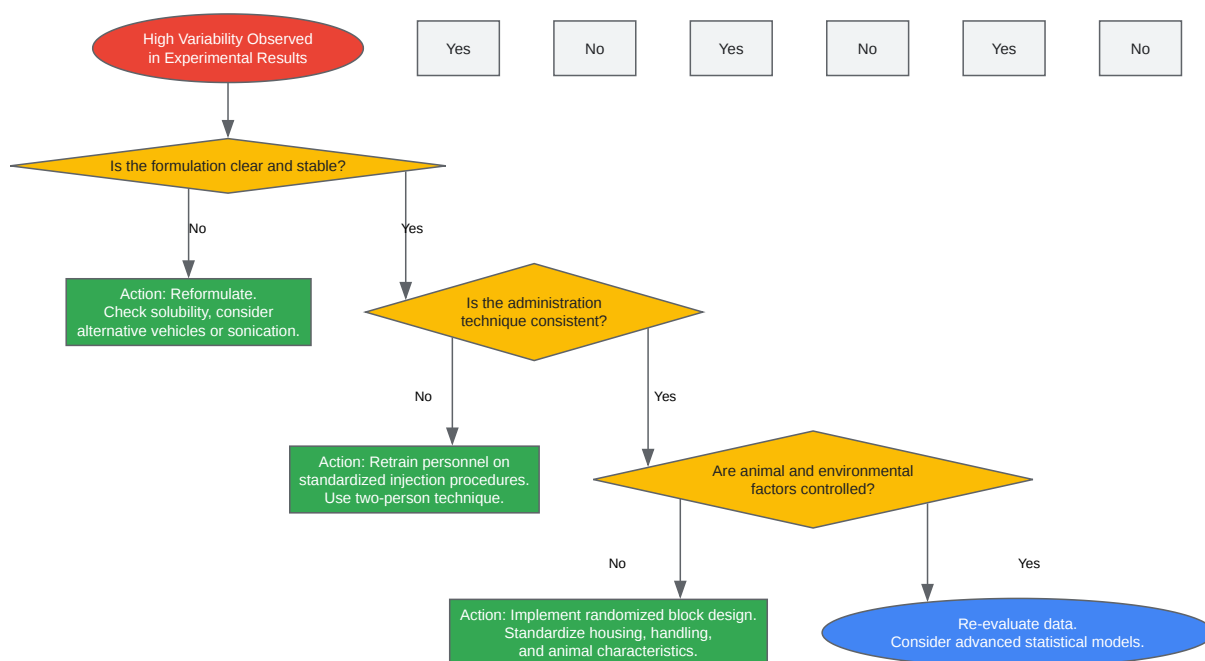 High Variability Observed
in Experimental Results
Yes
No
Yes
No
Yes
No
Is the formulation clear and stable?
No
Yes
Action: Reformulate.
Check solubility, consider
alternative vehicles or sonication.
Is the administration
technique consistent?
No
Yes
Action: Retrain personnel on
standardized injection procedures.
Use two-person technique.
Are animal and environmental
factors controlled?
No
Yes
Action: Implement randomized block design.
Standardize housing, handling,
and animal characteristics.
Re-evaluate data.
Consider advanced statistical models.